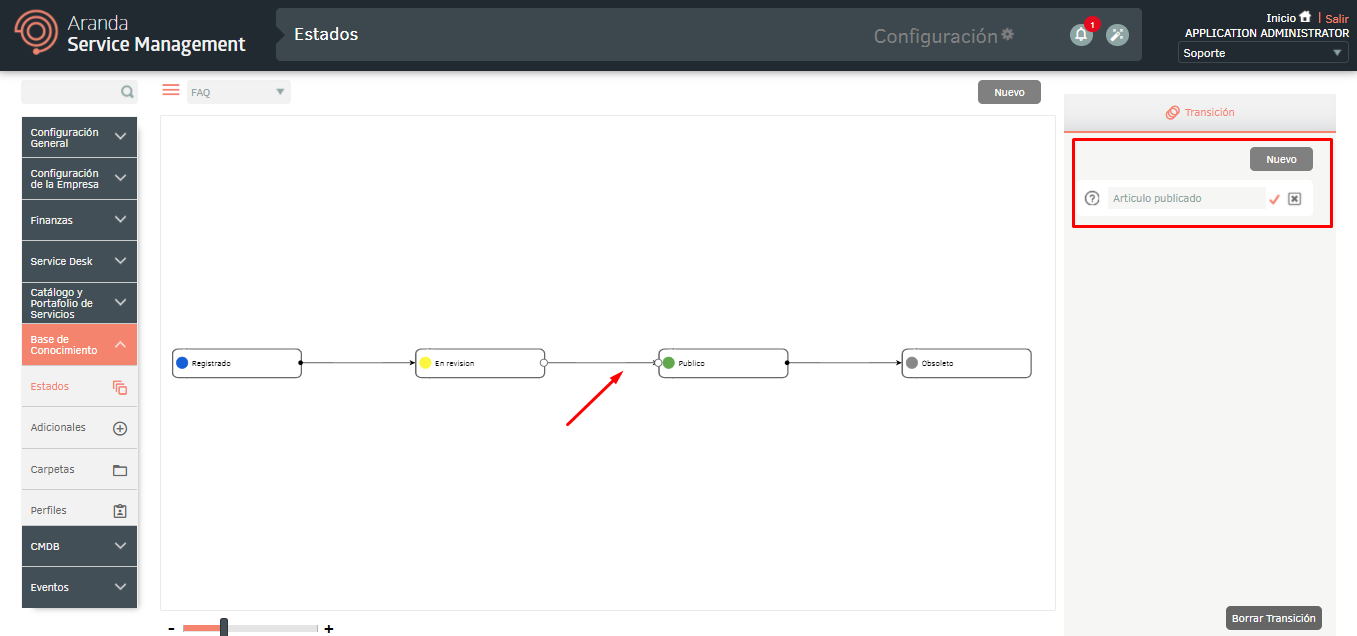 Aranda
Service Management
Estados
Configuración
1
Inicio | Salir
APPLICATION ADMINISTRATOR
Soporte
FAQ
Nuevo
Configuración
General
Configuración
de la Empresa
Finanzas
Service Desk
Catálogo y
Portafolio de
Servicios
Base de
Conocimiento
Estados
Adicionales
Carpetas
Perfiles
CMDB
Eventos
Registrado
En revision
Publico
Obsoleto
- +
Transición
Nuevo
Articulo publicado
Borrar Transición